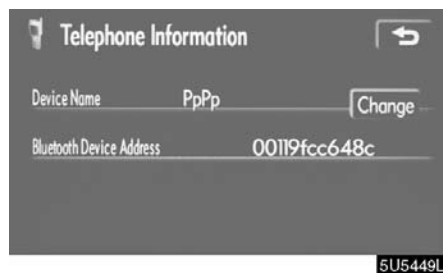 Telephone Information
Device Name PpPp Change
Bluetooth Device Address 00119fcc648c
5U5449L